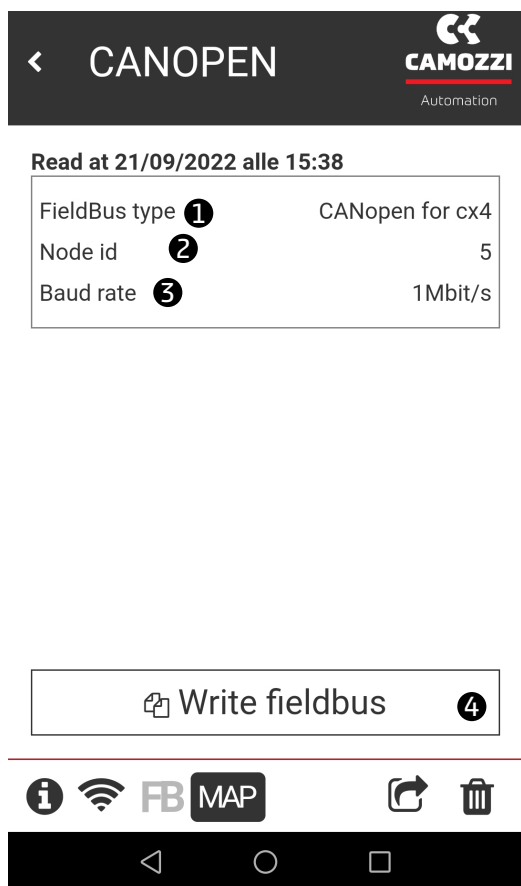 CANOPEN
CAMOZZI
Automation
Read at 21/09/2022 alle 15:38
FieldBus type 1 CANopen for cx4
Node id 2 5
Baud rate 3 1Mbit/s
Write fieldbus 4
FB MAP